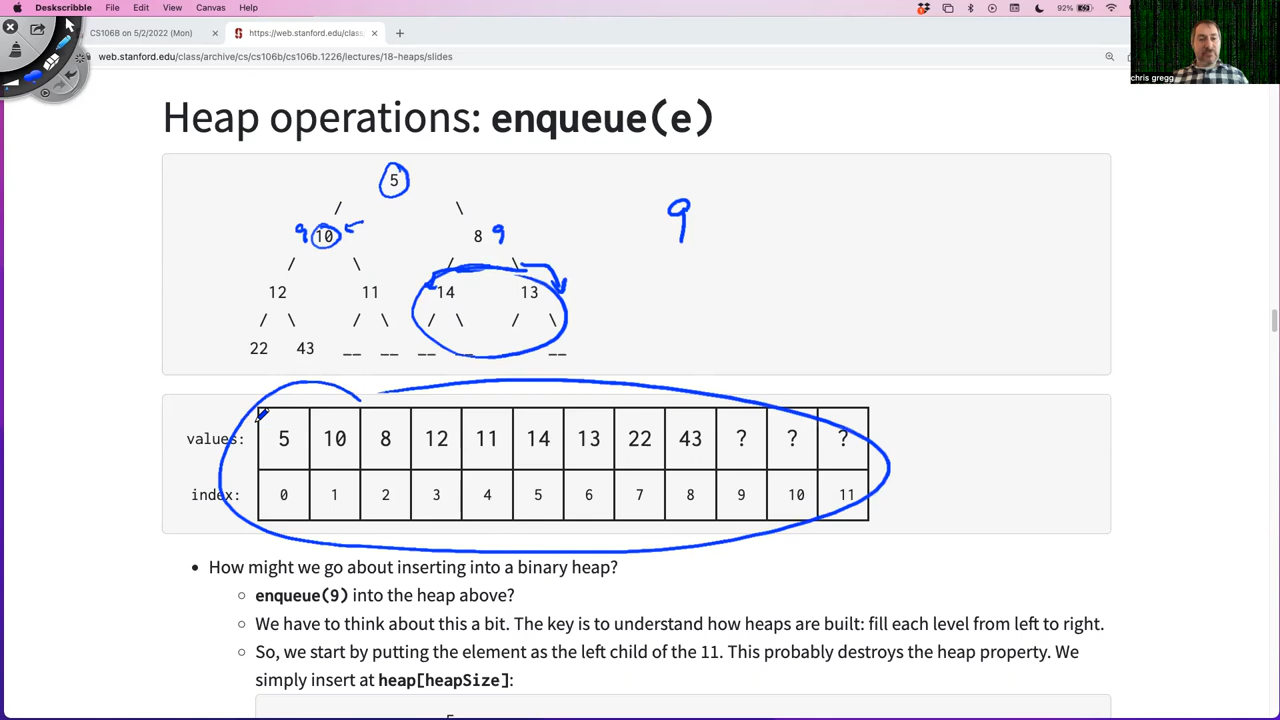 Deskscribble File Edit View Canvas Help 92%
CS106B on 5/2/2022 (Mon) × https://web.stanford.edu/class × +
web.stanford.edu/class/archive/cs/cs106b/cs106b.1226/lectures/18-heaps/slides
chris gregg
Heap operations: enqueue(e)
5
/ \
9 10 8 9
9
/ \ / \
12 11 14 13
/ \ / \ / \ / \
22 43 __ __ __ __ __
values: 5 10 8 12 11 14 13 22 43 ? ? ?
index: 0 1 2 3 4 5 6 7 8 9 10 11
• How might we go about inserting into a binary heap?
○ enqueue(9) into the heap above?
○ We have to think about this a bit. The key is to understand how heaps are built: fill each level from left to right.
○ So, we start by putting the element as the left child of the 11. This probably destroys the heap property. We
simply insert at heap[heapSize]:
5